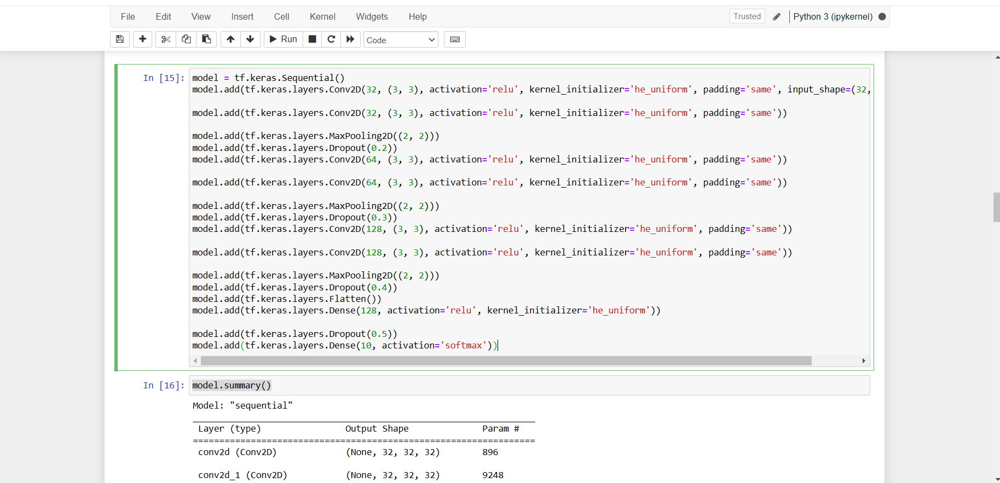 File Edit View Insert Cell Kernel Widgets Help Trusted Python 3 (ipykernel)
Run Code
In [15]: model = tf.keras.Sequential()
model.add(tf.keras.layers.Conv2D(32, (3, 3), activation='relu', kernel_initializer='he_uniform', padding='same', input_shape=(32,
model.add(tf.keras.layers.Conv2D(32, (3, 3), activation='relu', kernel_initializer='he_uniform', padding='same'))
model.add(tf.keras.layers.MaxPooling2D((2, 2)))
model.add(tf.keras.layers.Dropout(0.2))
model.add(tf.keras.layers.Conv2D(64, (3, 3), activation='relu', kernel_initializer='he_uniform', padding='same'))
model.add(tf.keras.layers.Conv2D(64, (3, 3), activation='relu', kernel_initializer='he_uniform', padding='same'))
model.add(tf.keras.layers.MaxPooling2D((2, 2)))
model.add(tf.keras.layers.Dropout(0.3))
model.add(tf.keras.layers.Conv2D(128, (3, 3), activation='relu', kernel_initializer='he_uniform', padding='same'))
model.add(tf.keras.layers.Conv2D(128, (3, 3), activation='relu', kernel_initializer='he_uniform', padding='same'))
model.add(tf.keras.layers.MaxPooling2D((2, 2)))
model.add(tf.keras.layers.Dropout(0.4))
model.add(tf.keras.layers.Flatten())
model.add(tf.keras.layers.Dense(128, activation='relu', kernel_initializer='he_uniform'))
model.add(tf.keras.layers.Dropout(0.5))
model.add(tf.keras.layers.Dense(10, activation='softmax'))
In [16]: model.summary()
Model: "sequential"
Layer (type) Output Shape Param #
=================================================================
conv2d (Conv2D) (None, 32, 32, 32) 896
conv2d_1 (Conv2D) (None, 32, 32, 32) 9248